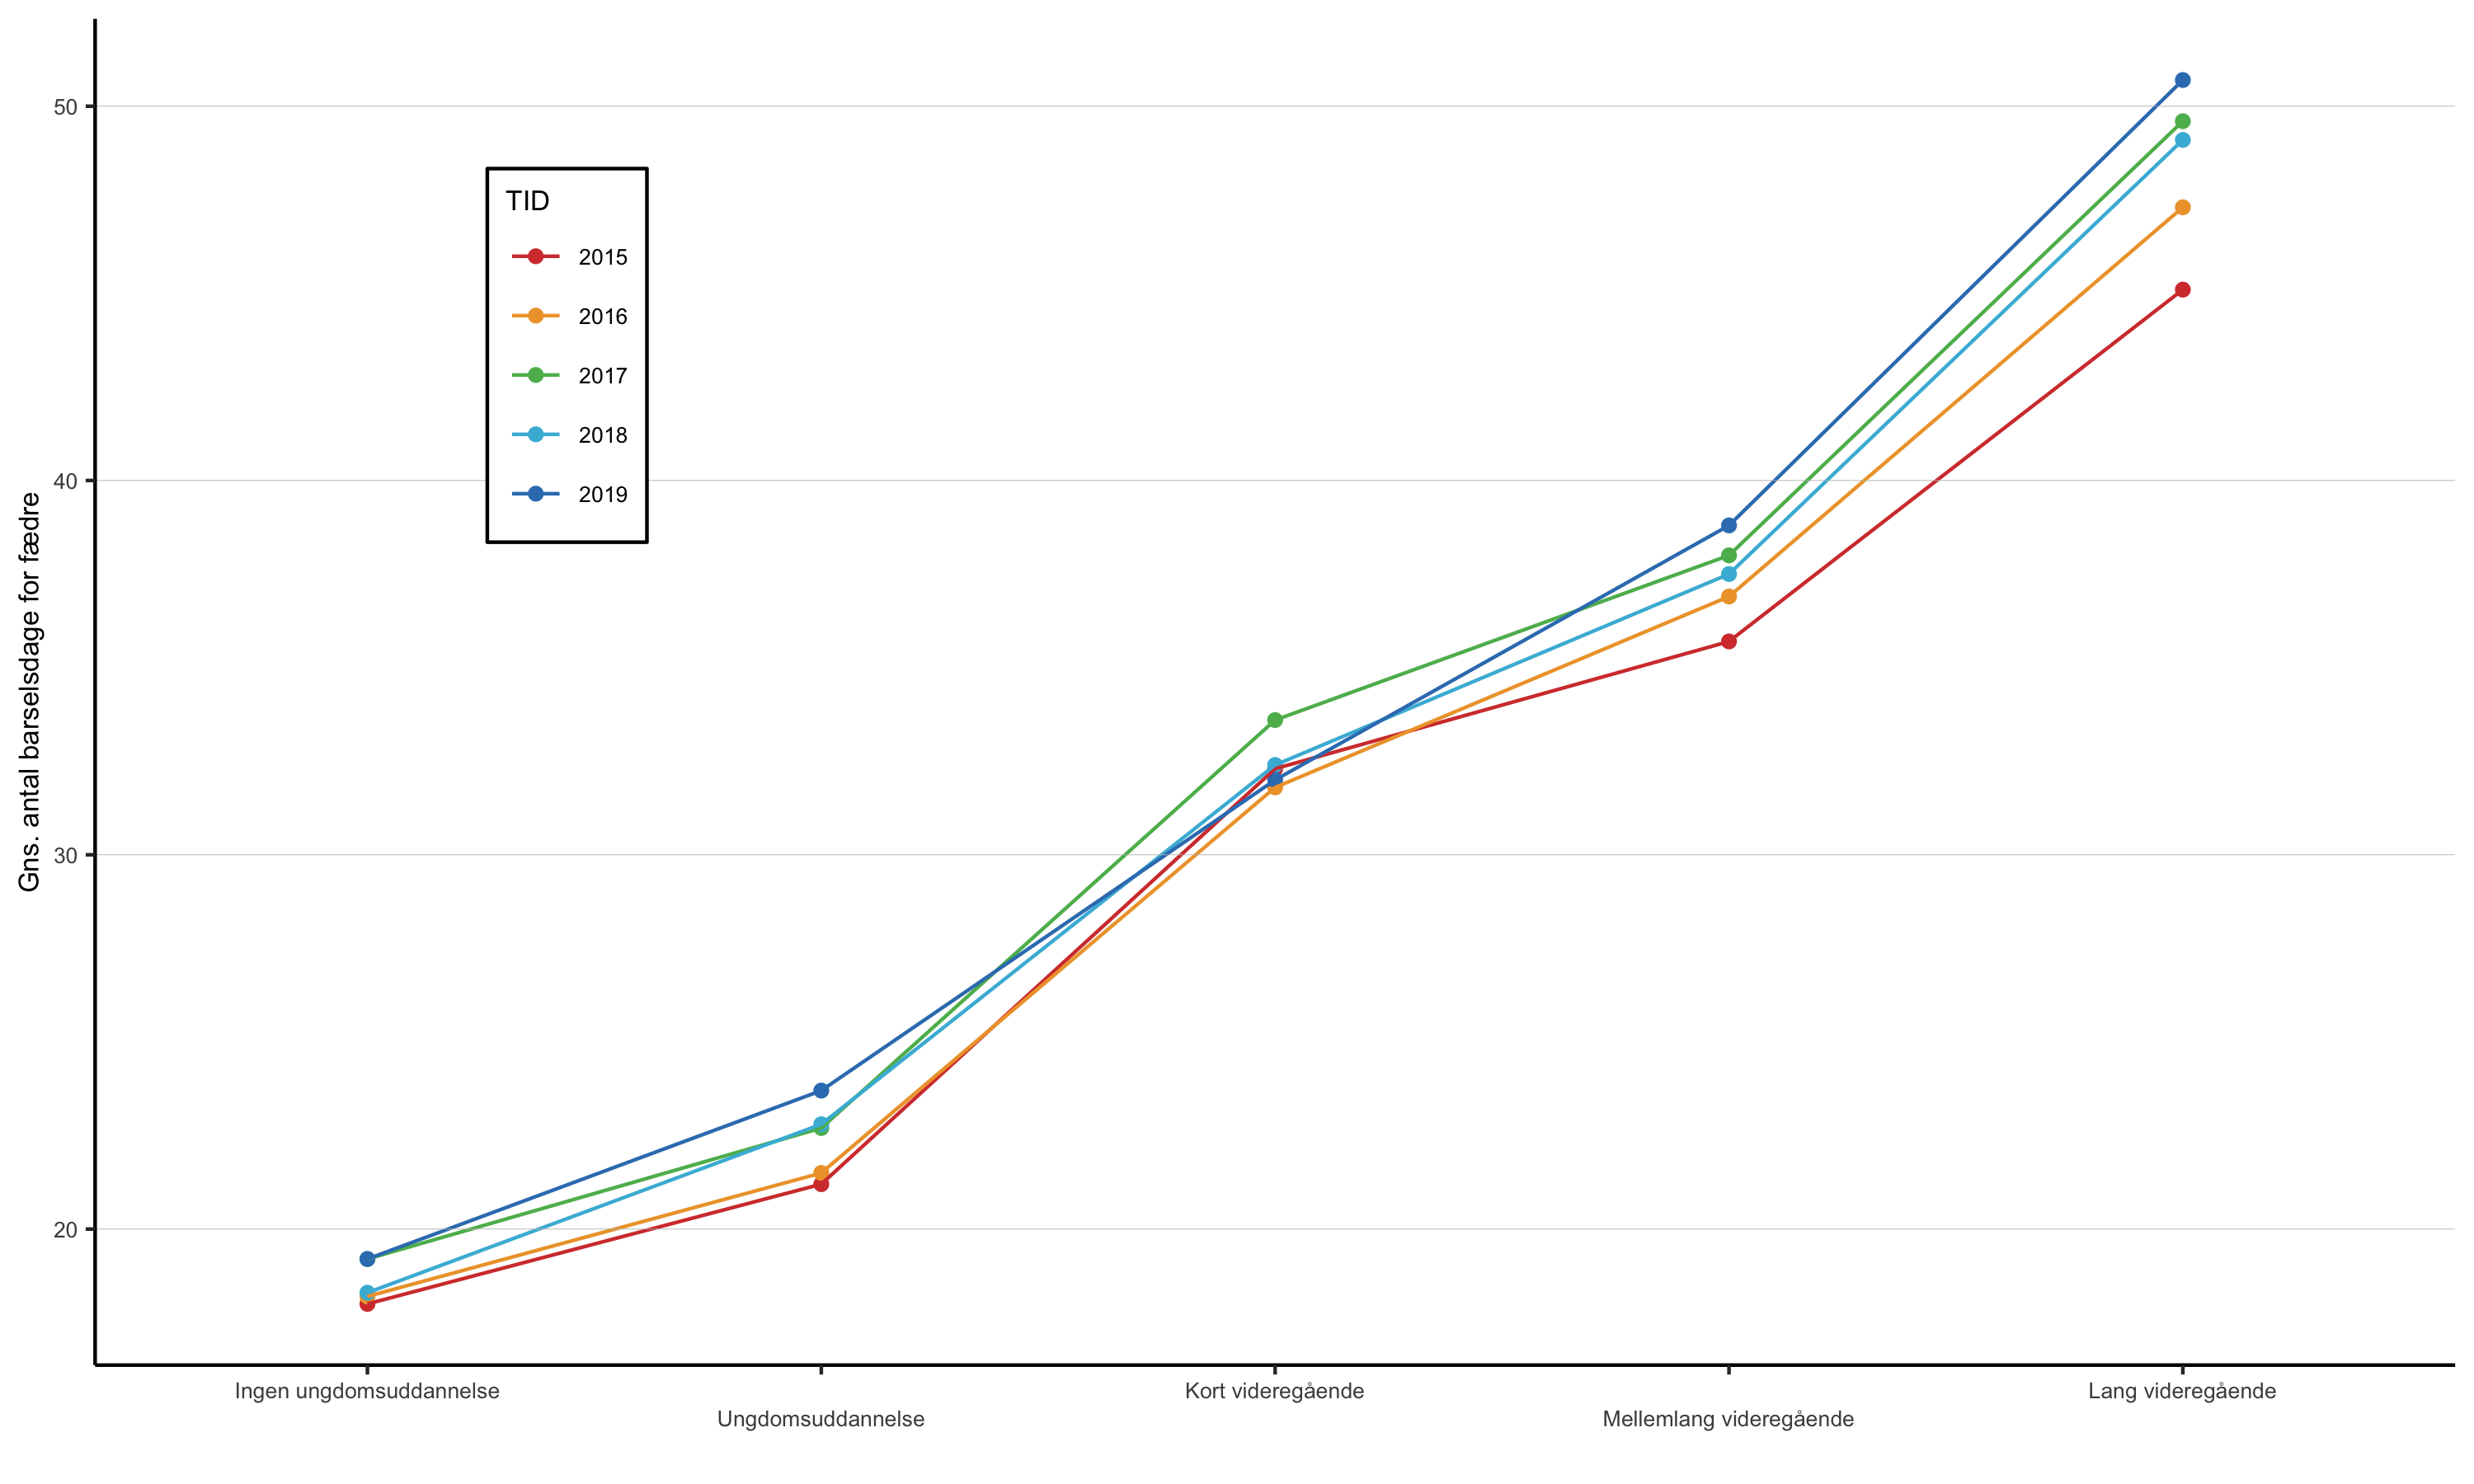 Gns. antal barselsdage for fædre
50
40
30
20
TID
2015
2016
2017
2018
2019
Ingen ungdomsuddannelse
Ungdomsuddannelse
Kort videregående
Mellemlang videregående
Lang videregående